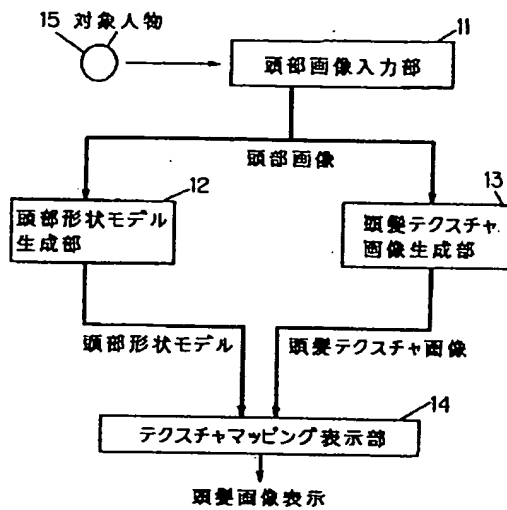 15 対象人物
11
頭部画像入力部
頭部画像
12
頭部形状モデル
生成部
13
頭髪テクスチャ
画像生成部
頭部形状モデル
頭髪テクスチャ画像
14
テクスチャマッピング表示部
頭髪画像表示